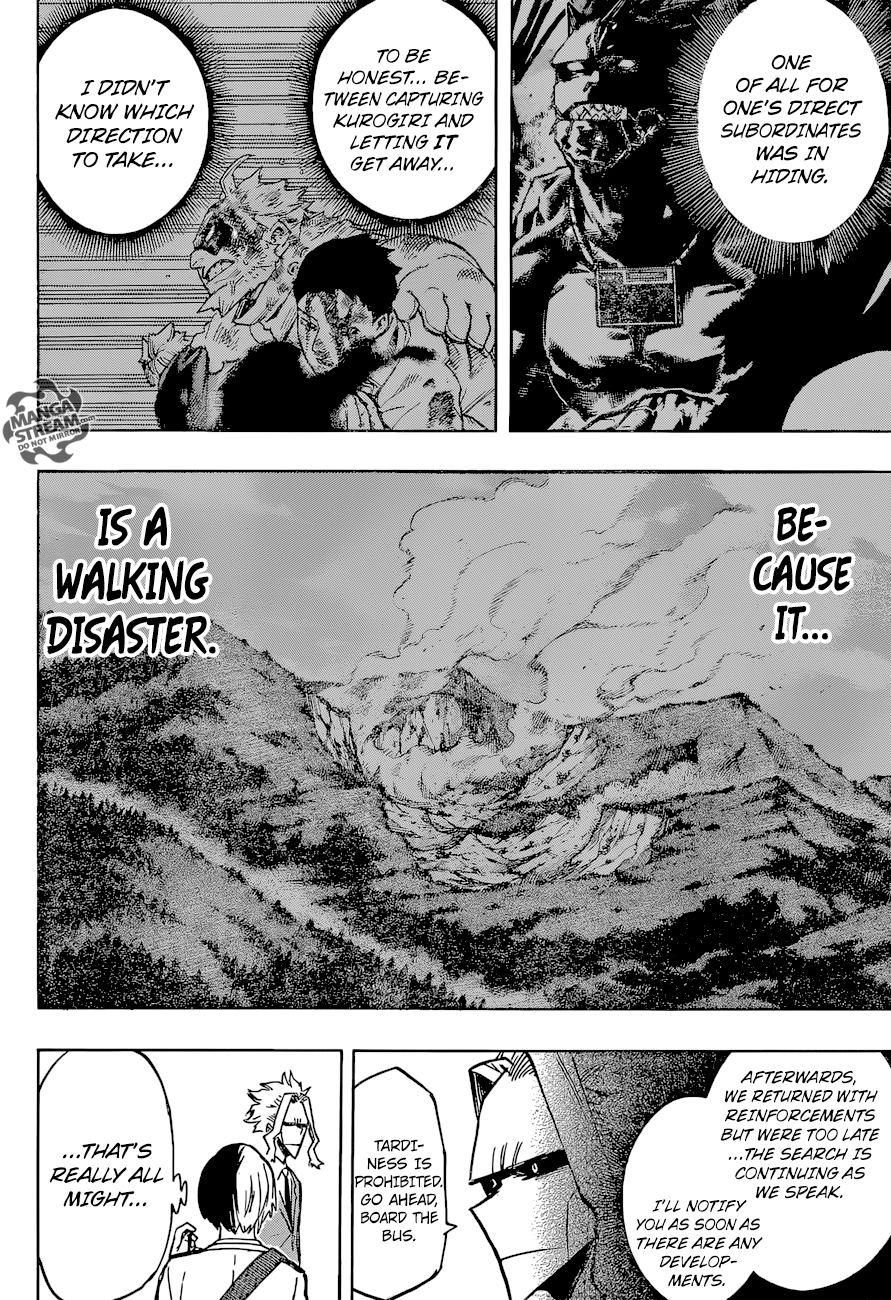 ONE
OF ALL FOR
ONE'S DIRECT
SUBORDINATES
WAS IN
HIDING.
TO BE
HONEST... BE-
TWEEN CAPTURING
KUROGIRI AND
LETTING IT
GET AWAY...
I DIDN'T
KNOW WHICH
DIRECTION
TO TAKE...
MANGA
STREAM.com
DO NOT MIRROR
BE-
CAUSE
IT...
IS A
WALKING
DISASTER.
AFTERWARDS,
WE RETURNED WITH
REINFORCEMENTS
BUT WERE TOO LATE
...THE SEARCH IS
CONTINUING AS
WE SPEAK.
I'LL NOTIFY
YOU AS SOON AS
THERE ARE ANY
DEVELOP-
MENTS.
TARDI-
NESS IS
PROHIBITED.
GO AHEAD,
BOARD THE
BUS.
...THAT'S
REALLY ALL
MIGHT...